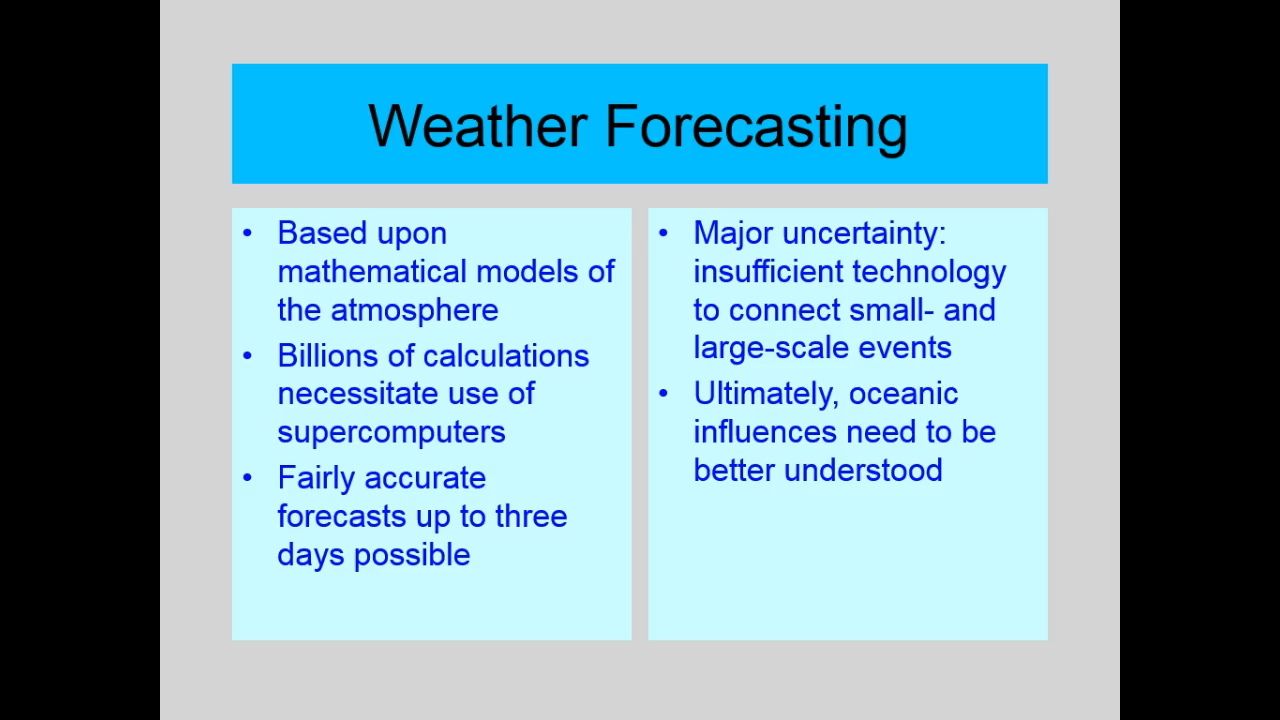 Weather Forecasting
• Based upon
mathematical models of
the atmosphere
• Billions of calculations
necessitate use of
supercomputers
• Fairly accurate
forecasts up to three
days possible
• Major uncertainty:
insufficient technology
to connect small- and
large-scale events
• Ultimately, oceanic
influences need to be
better understood